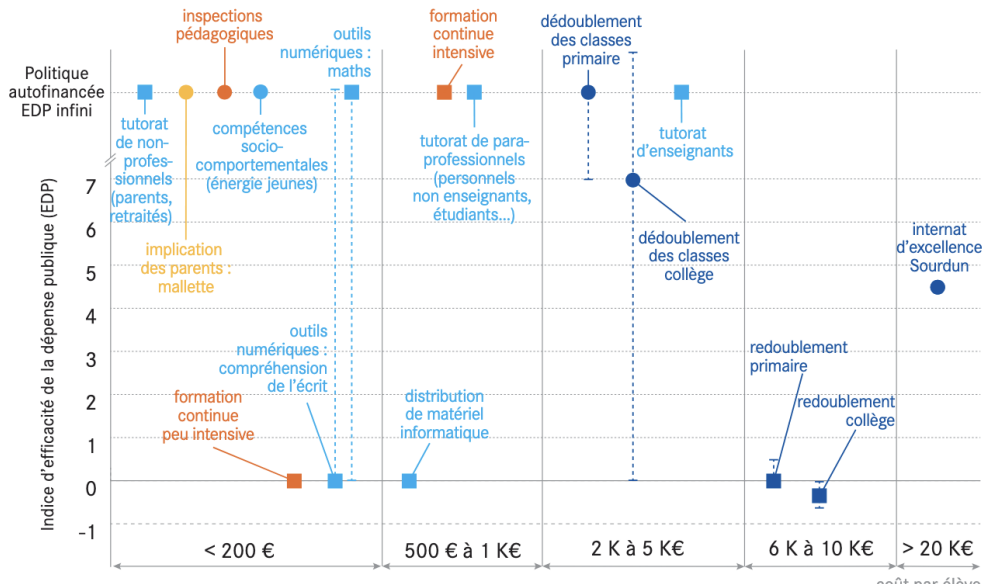 inspections
pédagogiques
outils
numériques :
maths
formation
continue
intensive
dédoublement
des classes
primaire
Politique
autofinancée
EDP infini
tutorat
de non-
profes-
sionnels
(parents,
retraités)
compétences
socio-
comportementales
(énergie jeunes)
tutorat de para-
professionnels
(personnels
non enseignants,
étudiants...)
tutorat
d'enseignants
implication
des parents :
mallette
dédoublement
des classes
collège
internat
d'excellence
Sourdun
outils
numériques :
compréhension
de l'écrit
formation
continue
peu intensive
distribution
de matériel
informatique
redoublement
primaire
redoublement
collège
Indice d'efficacité de la dépense publique (EDP)
7
6
5
4
3
2
1
0
-1
< 200 €
500 € à 1 K€
2 K à 5 K€
6 K à 10 K€
> 20 K€
coût par élève